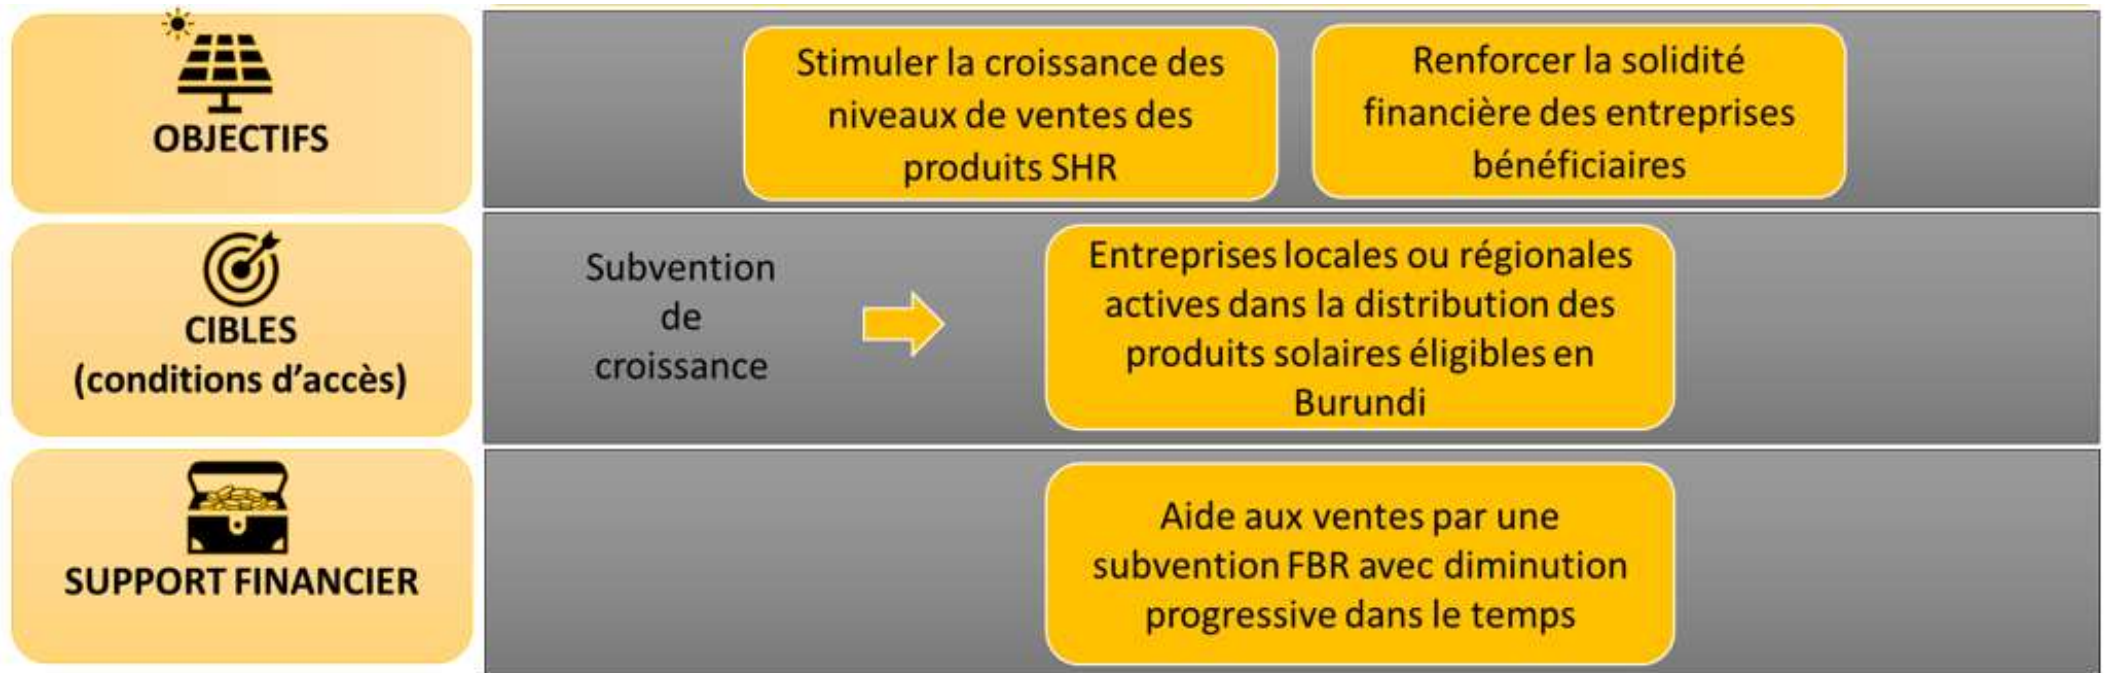 OBJECTIFS
Stimuler la croissance des
niveaux de ventes des
produits SHR
Renforcer la solidité
financière des entreprises
bénéficiaires
CIBLES
(conditions d'accès)
Subvention
de
croissance
Entreprises locales ou régionales
actives dans la distribution des
produits solaires éligibles en
Burundi
SUPPORT FINANCIER
Aide aux ventes par une
subvention FBR avec diminution
progressive dans le temps